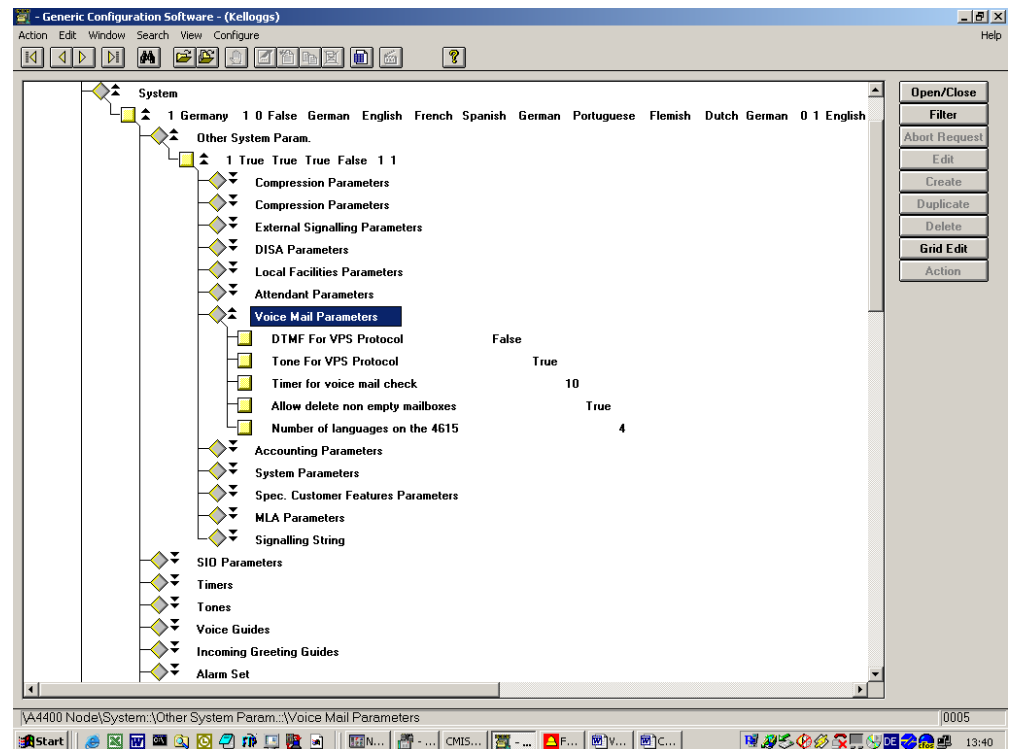 - Generic Configuration Software - (Kelloggs)
Action Edit Window Search View Configure Help
System
1 Germany 1 0 False German English French Spanish German Portuguese Flemish Dutch German 0 1 English
Other System Param.
1 True True True False 1 1
Compression Parameters
Compression Parameters
External Signalling Parameters
DISA Parameters
Local Facilities Parameters
Attendant Parameters
Voice Mail Parameters
DTMF For VPS Protocol False
Tone For VPS Protocol True
Timer for voice mail check 10
Allow delete non empty mailboxes True
Number of languages on the 4615 4
Accounting Parameters
System Parameters
Spec. Customer Features Parameters
MLA Parameters
Signalling String
SIO Parameters
Timers
Tones
Voice Guides
Incoming Greeting Guides
Alarm Set
Open/Close
Filter
Abort Request
Edit
Create
Duplicate
Delete
Grid Edit
Action
\A4400 Node\System::\Other System Param.::\Voice Mail Parameters 0005
Start N... - ... CMIS... - ... F... V... C... DE 13:40